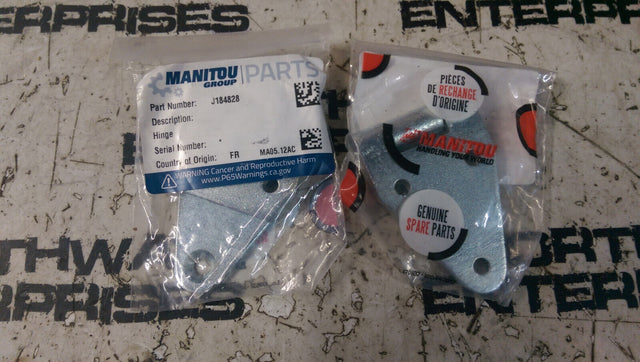 ERPRISES
ENTERPRIS
MANITOU
GROUP
PARTS
Part Number: J184828
Description:
Hinge
Serial Number:
Country of Origin: FR MA05.12AC
WARNING Cancer and Reproductive Harm
www.P65Warnings.ca.gov
PIÈCES
DE RECHANGE
D'ORIGINE
MANITOU
HANDLING YOUR WORLD
GENUINE
SPARE PARTS
THWA
ERPRISES
ORTH
ENTER